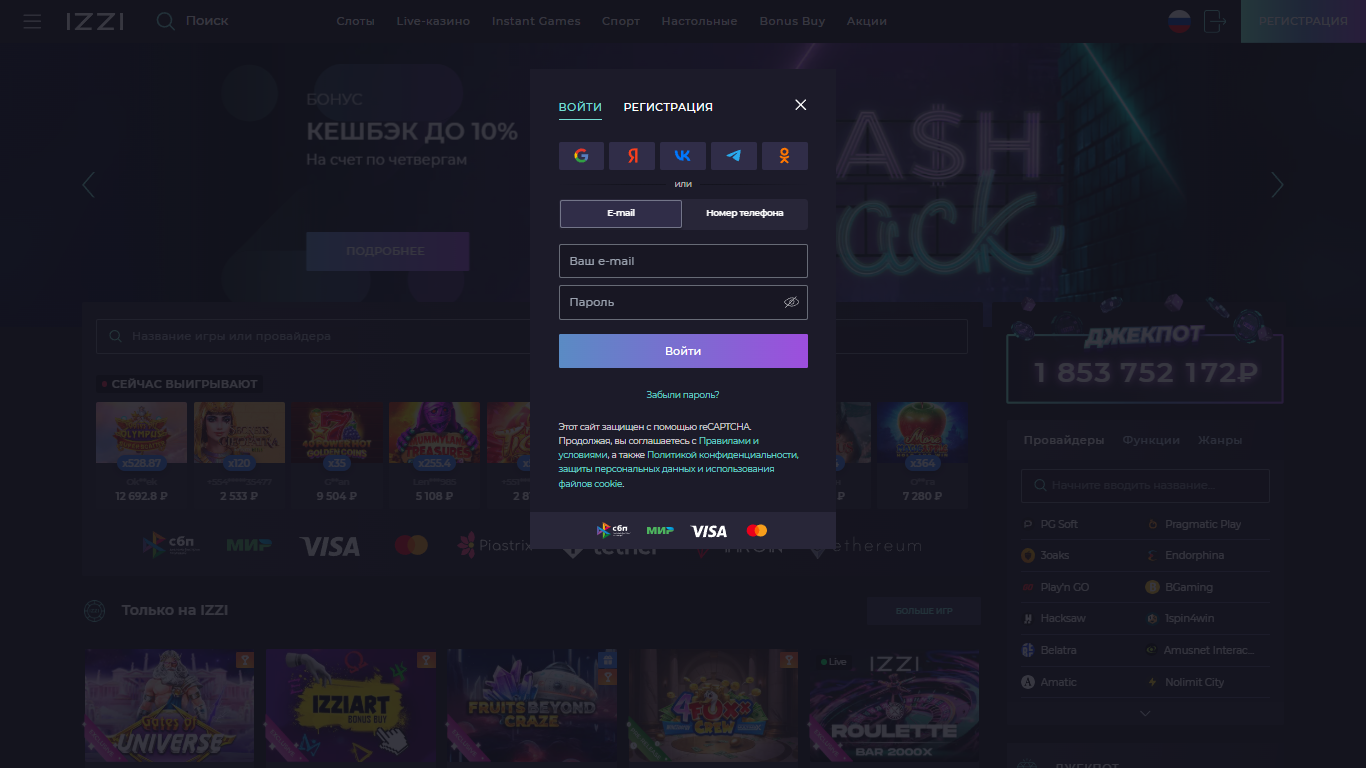 IZZI
Поиск
Слоты Live-казино Instant Games Спорт Настольные Bonus Buy Акции
РЕГИСТРАЦИЯ
БОНУС
КЕШБЭК ДО 10%
На счет по четвергам
ПОДРОБНЕЕ
ВОЙТИ РЕГИСТРАЦИЯ
или
E-mail Номер телефона
Ваш e-mail
Пароль
Войти
Забыли пароль?
Этот сайт защищен с помощью reCAPTCHA.
Продолжая, вы соглашаетесь с Правилами и
условиями, а также Политикой конфиденциальности,
защиты персональных данных и использования
файлов cookie.
сбп МИР VISA
Название игры или провайдера
СЕЙЧАС ВЫИГРЫВАЮТ
x528.87 x120 x35 x255.4 x364
12 692.8 ₽ 2 533 ₽ 9 504 ₽ 5 108 ₽ 7 280 ₽
сбп МИР VISA Piastrix tether TRON ethereum
ДЖЕКПОТ
1 853 752 172₽
Провайдеры Функции Жанры
Начните вводить название...
PG Soft Pragmatic Play
3oaks Endorphina
Play'n GO BGaming
Hacksaw 1spin4win
Belatra Amusnet Interac...
Amatic Nolimit City
Только на IZZI
БОЛЬШЕ ИГР
Gates of
UNIVERSE
IZZIART
BONUS BUY
FRUITS BEYOND
CRAZE
4 FUXX
CREW
Live
IZZI
ROULETTE
BAR 2000X
ДЖЕКПОТ